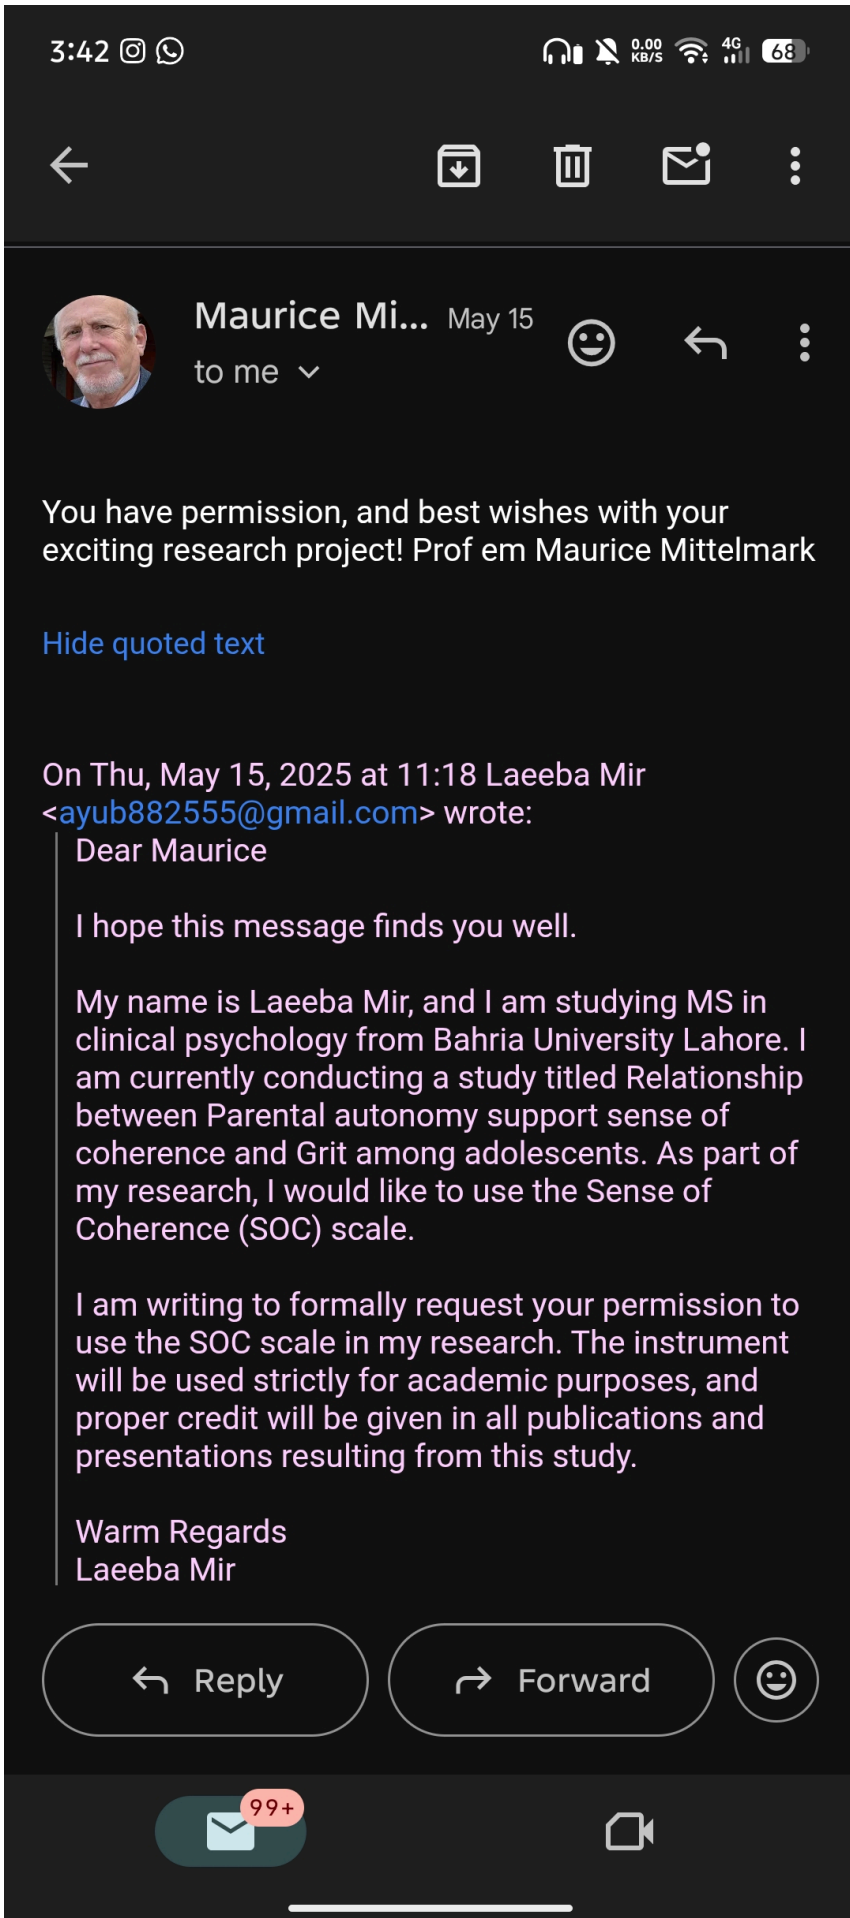 3:42
0.00
KB/S
4G
68
Maurice Mi... May 15
to me
You have permission, and best wishes with your
exciting research project! Prof em Maurice Mittelmark
Hide quoted text
On Thu, May 15, 2025 at 11:18 Laeeba Mir
<ayub882555@gmail.com> wrote:
Dear Maurice
I hope this message finds you well.
My name is Laeeba Mir, and I am studying MS in
clinical psychology from Bahria University Lahore. I
am currently conducting a study titled Relationship
between Parental autonomy support sense of
coherence and Grit among adolescents. As part of
my research, I would like to use the Sense of
Coherence (SOC) scale.
I am writing to formally request your permission to
use the SOC scale in my research. The instrument
will be used strictly for academic purposes, and
proper credit will be given in all publications and
presentations resulting from this study.
Warm Regards
Laeeba Mir
Reply
Forward
99+